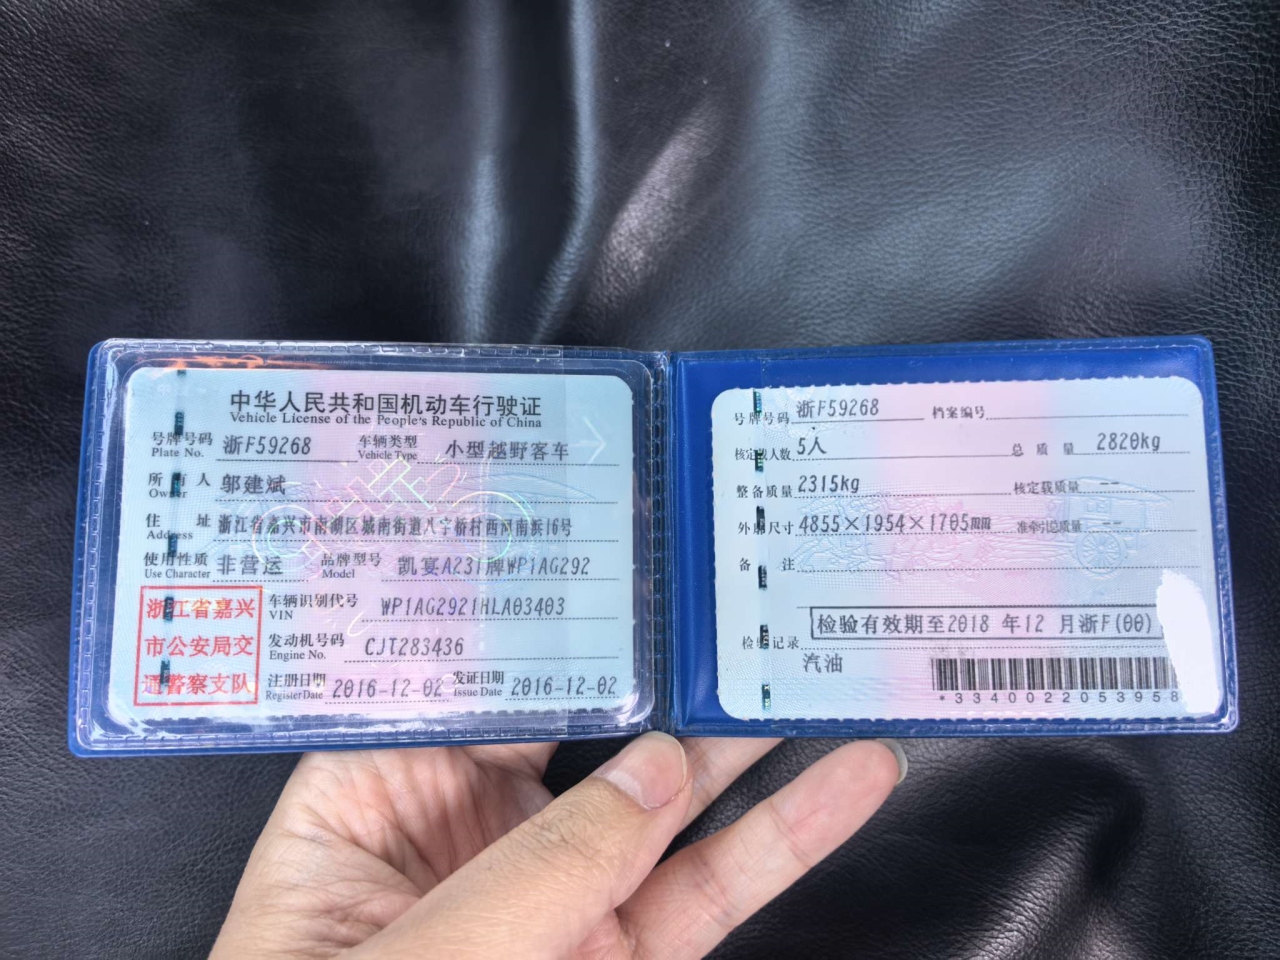 中华人民共和国机动车行驶证
Vehicle License of the People's Republic of China
号牌号码 浙F59268 车辆类型 小型越野客车
Plate No. Vehicle Type
所有人 邬建斌
Owner
住址 浙江省嘉兴市南湖区城南街道八字桥村西河南浜16号
Address
使用性质 非营运 品牌型号 凯宴A231牌WP1AG292
Use Character Model
浙江省嘉兴
市公安局交
通警察支队
车辆识别代号 WP1AG2921HLA03403
VIN
发动机号码 CJT283436
Engine No.
注册日期 2016-12-02 发证日期 2016-12-02
Register Date Issue Date
号牌号码 浙F59268 档案编号
核定载人数 5人 总质量 2820kg
整备质量 2315kg 核定载质量 --
外廓尺寸 4855×1954×1705mm 准牵引总质量 --
备注
检验记录 检验有效期至2018 年12 月浙F(00)
汽油
*3340022053958